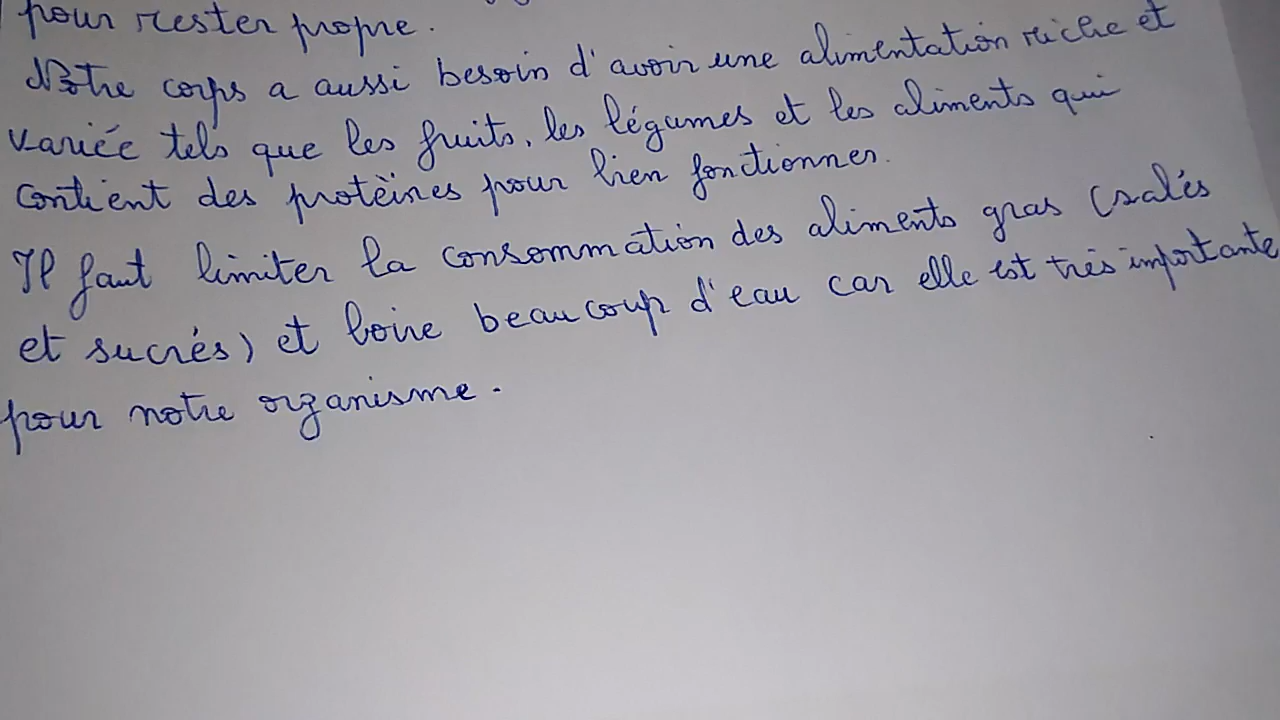 pour rester propre.
Notre corps a aussi besoin d'avoir une alimentation riche et
variée tels que les fruits, les légumes et les aliments qui
contient des protèines pour bien fonctionner.
Il faut limiter la consommation des aliments gras (salés
et sucrés) et boire beaucoup d'eau car elle est très importante
pour notre organisme.